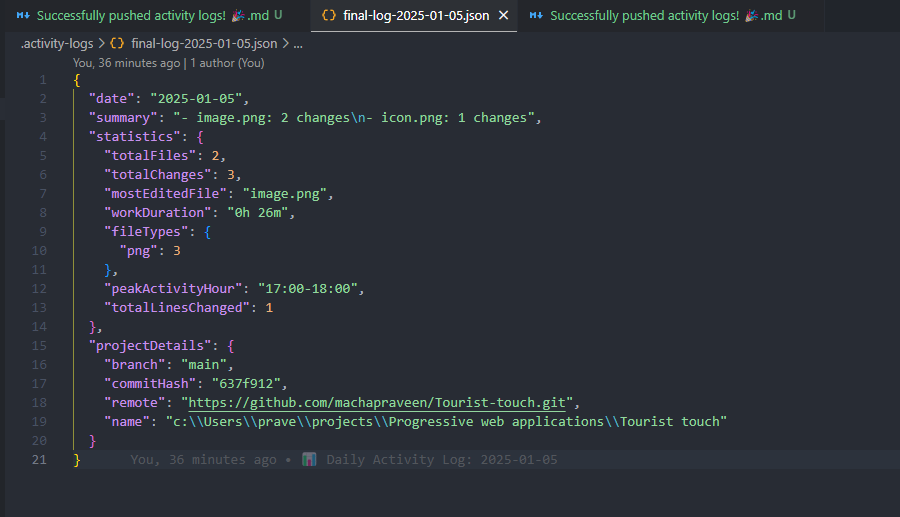 Successfully pushed activity logs! 🎉.md U
final-log-2025-01-05.json
Successfully pushed activity logs! 🎉.md U
.activity-logs > {} final-log-2025-01-05.json > ...
You, 36 minutes ago | 1 author (You)
1 {
2 "date": "2025-01-05",
3 "summary": "- image.png: 2 changes\n- icon.png: 1 changes",
4 "statistics": {
5 "totalFiles": 2,
6 "totalChanges": 3,
7 "mostEditedFile": "image.png",
8 "workDuration": "0h 26m",
9 "fileTypes": {
10 "png": 3
11 },
12 "peakActivityHour": "17:00-18:00",
13 "totalLinesChanged": 1
14 },
15 "projectDetails": {
16 "branch": "main",
17 "commitHash": "637f912",
18 "remote": "https://github.com/machapraveen/Tourist-touch.git",
19 "name": "c:\\Users\\prave\\projects\\Progressive web applications\\Tourist touch"
20 }
21 } You, 36 minutes ago • 📊 Daily Activity Log: 2025-01-05